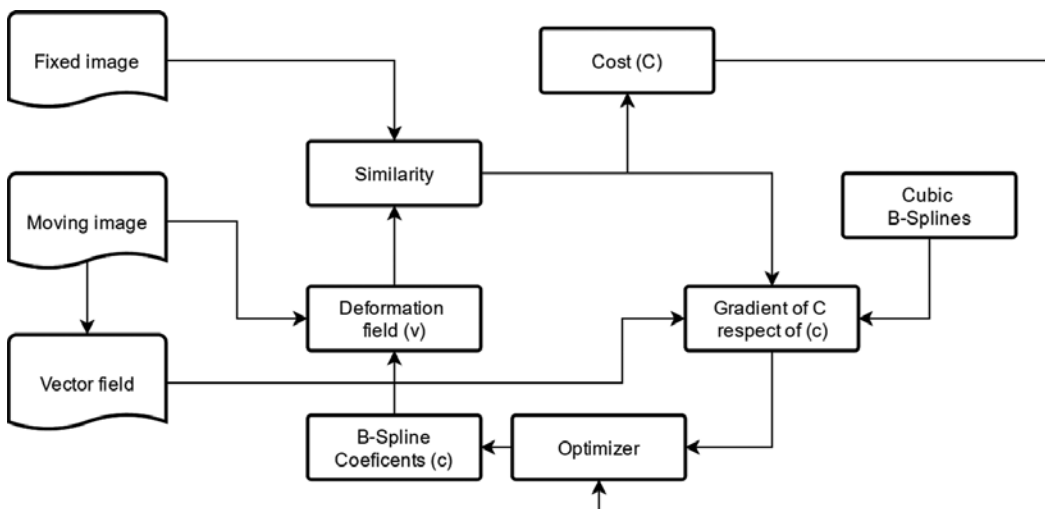 Fixed image
Cost (C)
Similarity
Cubic
B-Splines
Moving image
Deformation
field (v)
Gradient of C
respect of (c)
Vector field
B-Spline
Coeficents (c)
Optimizer